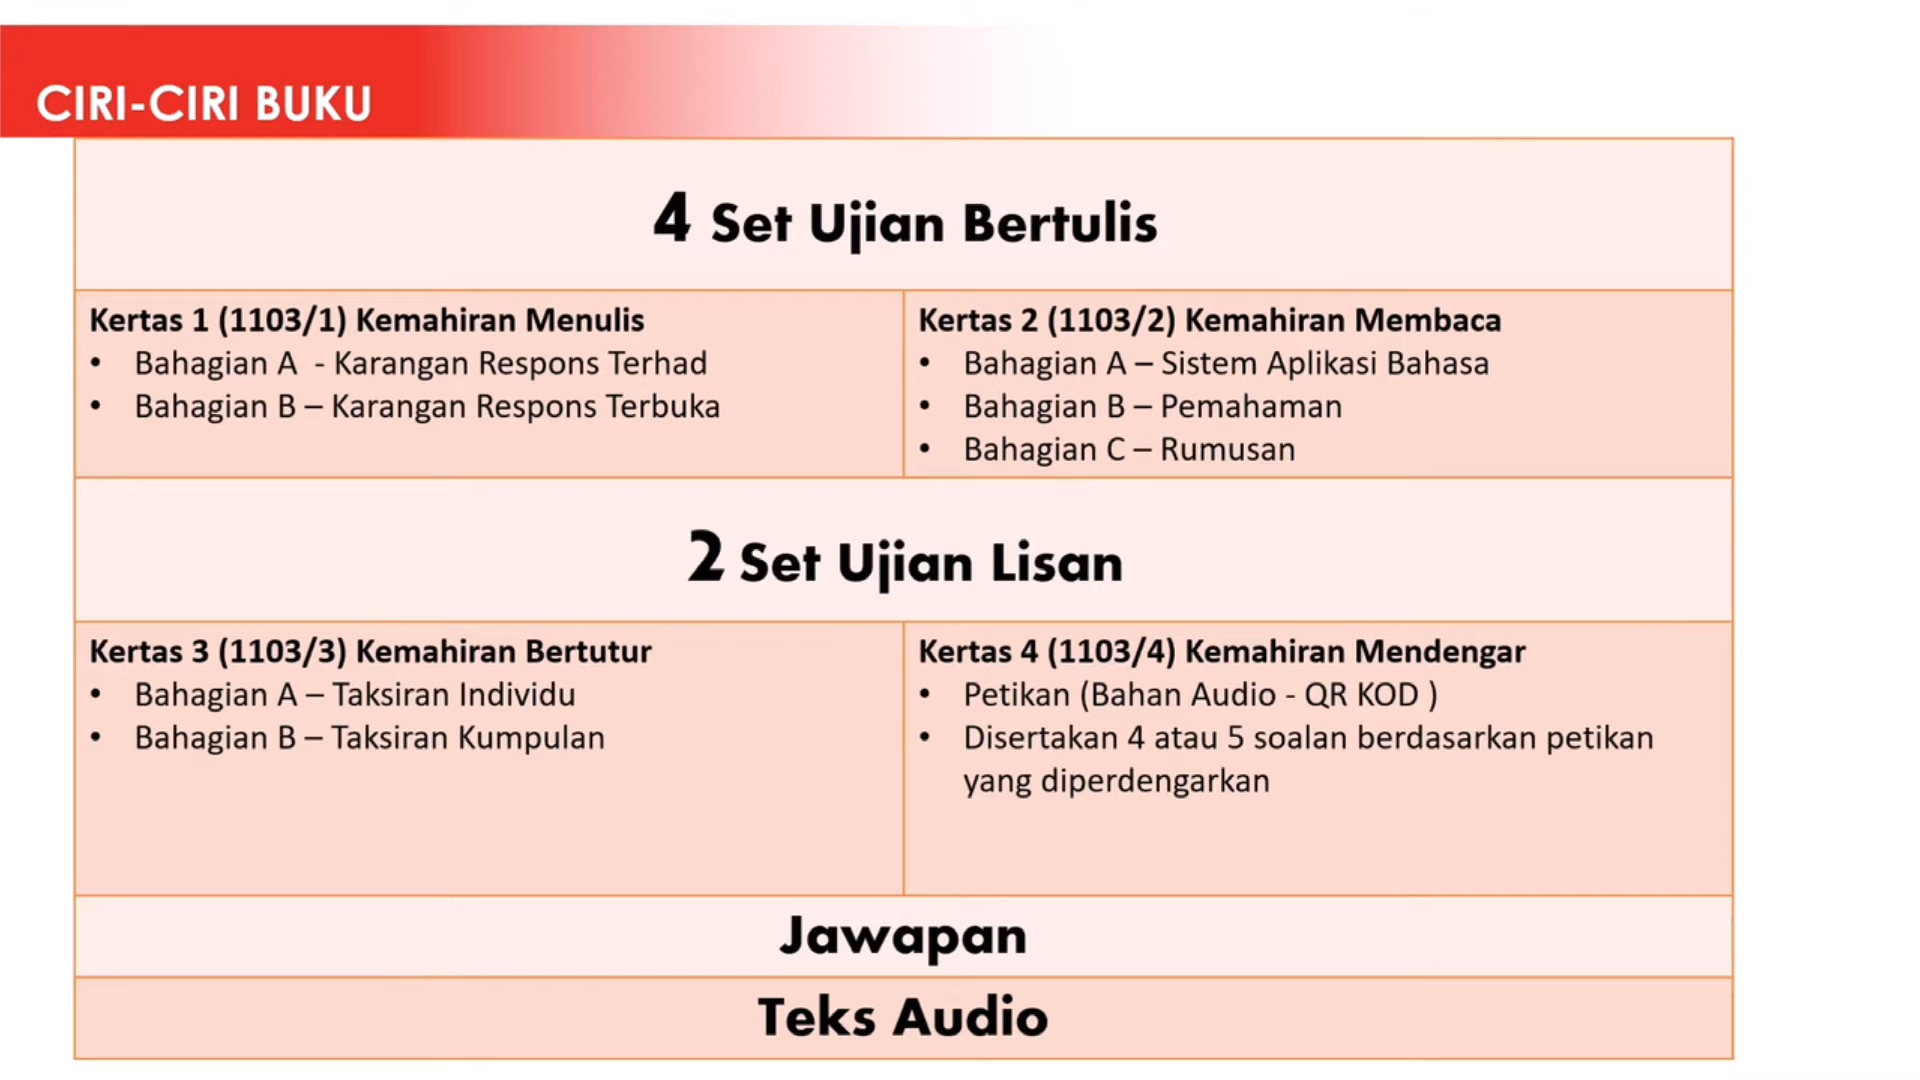 CIRI-CIRI BUKU
4 Set Ujian Bertulis
Kertas 1 (1103/1) Kemahiran Menulis
• Bahagian A  - Karangan Respons Terhad
• Bahagian B – Karangan Respons Terbuka
Kertas 2 (1103/2) Kemahiran Membaca
• Bahagian A – Sistem Aplikasi Bahasa
• Bahagian B – Pemahaman
• Bahagian C – Rumusan
2 Set Ujian Lisan
Kertas 3 (1103/3) Kemahiran Bertutur
• Bahagian A – Taksiran Individu
• Bahagian B – Taksiran Kumpulan
Kertas 4 (1103/4) Kemahiran Mendengar
• Petikan (Bahan Audio - QR KOD )
• Disertakan 4 atau 5 soalan berdasarkan petikan
yang diperdengarkan
Jawapan
Teks Audio